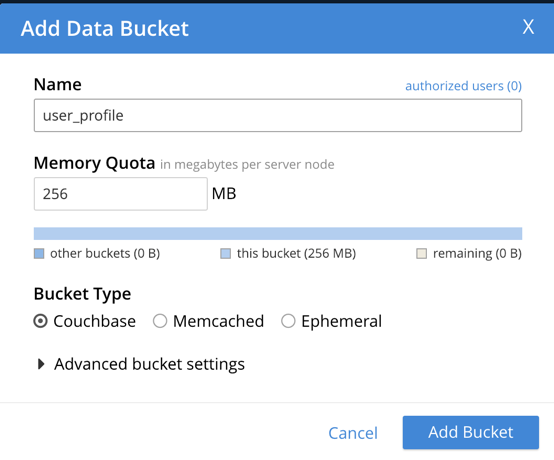 Add Data Bucket X
Name authorized users (0)
user_profile
Memory Quota in megabytes per server node
256 MB
other buckets (0 B) this bucket (256 MB) remaining (0 B)
Bucket Type
Couchbase Memcached Ephemeral
Advanced bucket settings
Cancel Add Bucket